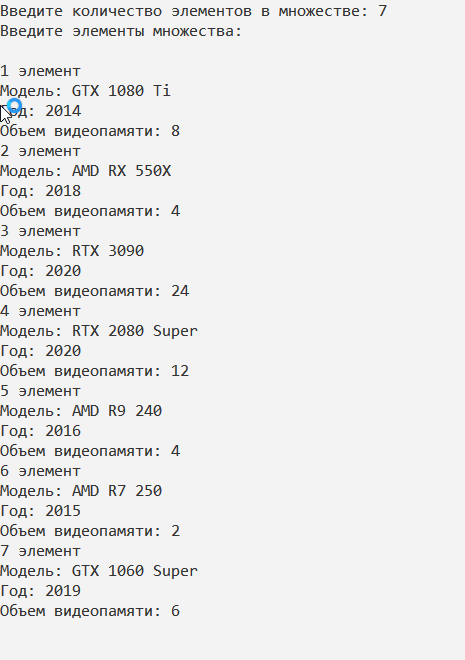 Введите количество элементов в множестве: 7
Введите элементы множества:
1 элемент
Модель: GTX 1080 Ti
Год: 2014
Объем видеопамяти: 8
2 элемент
Модель: AMD RX 550X
Год: 2018
Объем видеопамяти: 4
3 элемент
Модель: RTX 3090
Год: 2020
Объем видеопамяти: 24
4 элемент
Модель: RTX 2080 Super
Год: 2020
Объем видеопамяти: 12
5 элемент
Модель: AMD R9 240
Год: 2016
Объем видеопамяти: 4
6 элемент
Модель: AMD R7 250
Год: 2015
Объем видеопамяти: 2
7 элемент
Модель: GTX 1060 Super
Год: 2019
Объем видеопамяти: 6